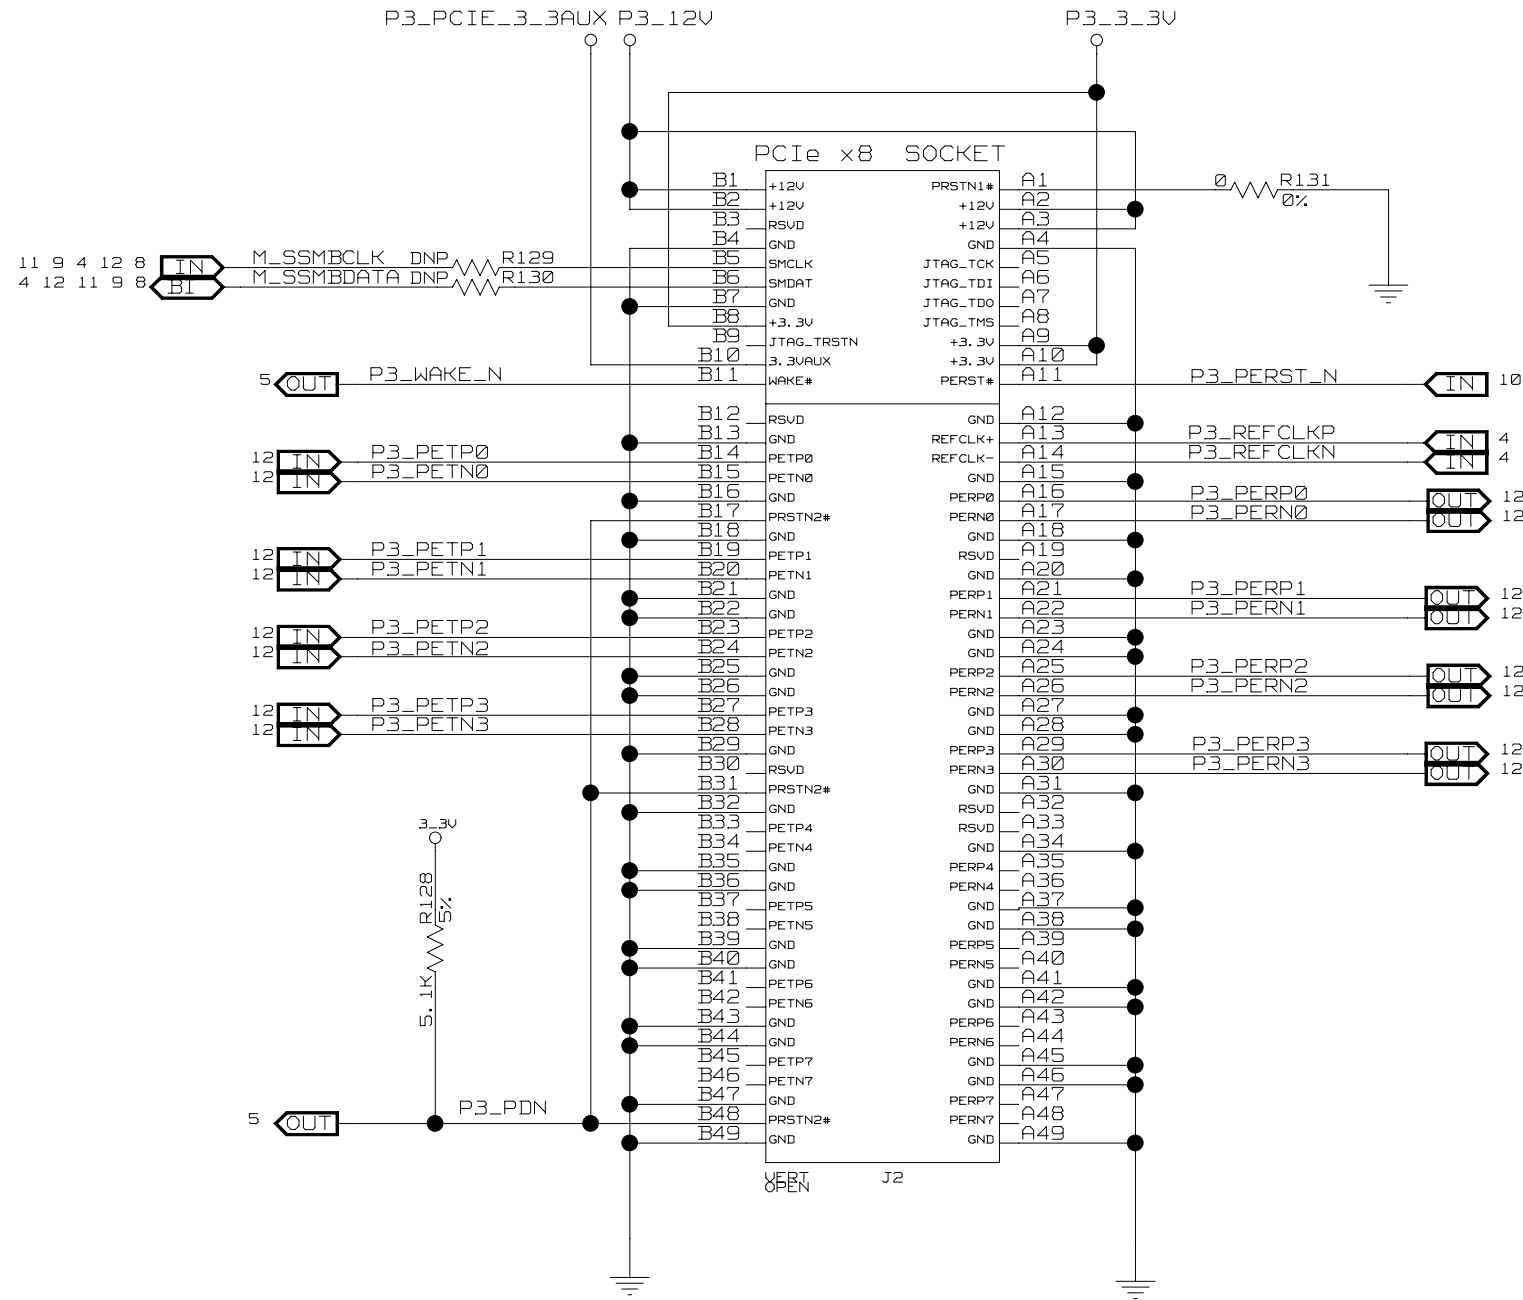 P3_PCIE_3_3AUX P3_12V P3_3_3V
PCIe x8 SOCKET
B1 +12V PRSTN1# A1 0 R131
0%
B2 +12V +12V A2
B3 RSVD +12V A3
B4 GND GND A4
11 9 4 12 8 IN M_SSMBCLK DNP R129 B5 SMCLK JTAG_TCK A5
4 12 11 9 8 BI M_SSMBDATA DNP R130 B6 SMDAT JTAG_TDI A6
B7 GND JTAG_TDO A7
B8 +3.3V JTAG_TMS A8
B9 JTAG_TRSTN +3.3V A9
B10 3.3VAUX +3.3V A10
5 OUT P3_WAKE_N B11 WAKE# PERST# A11 P3_PERST_N IN 10
B12 RSVD GND A12
B13 GND REFCLK+ A13 P3_REFCLKP IN 4
12 IN P3_PETP0 B14 PETP0 REFCLK- A14 P3_REFCLKN IN 4
12 IN P3_PETN0 B15 PETN0 GND A15
B16 GND PERP0 A16 P3_PERP0 OUT 12
B17 PRSTN2# PERN0 A17 P3_PERN0 OUT 12
B18 GND GND A18
12 IN P3_PETP1 B19 PETP1 RSVD A19
12 IN P3_PETN1 B20 PETN1 GND A20
B21 GND PERP1 A21 P3_PERP1 OUT 12
B22 GND PERN1 A22 P3_PERN1 OUT 12
12 IN P3_PETP2 B23 PETP2 GND A23
12 IN P3_PETN2 B24 PETN2 GND A24
B25 GND PERP2 A25 P3_PERP2 OUT 12
B26 GND PERN2 A26 P3_PERN2 OUT 12
12 IN P3_PETP3 B27 PETP3 GND A27
12 IN P3_PETN3 B28 PETN3 GND A28
B29 GND PERP3 A29 P3_PERP3 OUT 12
B30 RSVD PERN3 A30 P3_PERN3 OUT 12
B31 PRSTN2# GND A31
B32 GND RSVD A32
3_3V B33 PETP4 RSVD A33
B34 PETN4 GND A34
B35 GND PERP4 A35
B36 GND PERN4 A36
5.1K R128
5%
B37 PETP5 GND A37
B38 PETN5 GND A38
B39 GND PERP5 A39
B40 GND PERN5 A40
B41 PETP6 GND A41
B42 PETN6 GND A42
B43 GND PERP6 A43
B44 GND PERN6 A44
B45 PETP7 GND A45
B46 PETN7 GND A46
B47 GND PERP7 A47
5 OUT P3_PDN B48 PRSTN2# PERN7 A48
B49 GND GND A49
VERT J2
OPEN